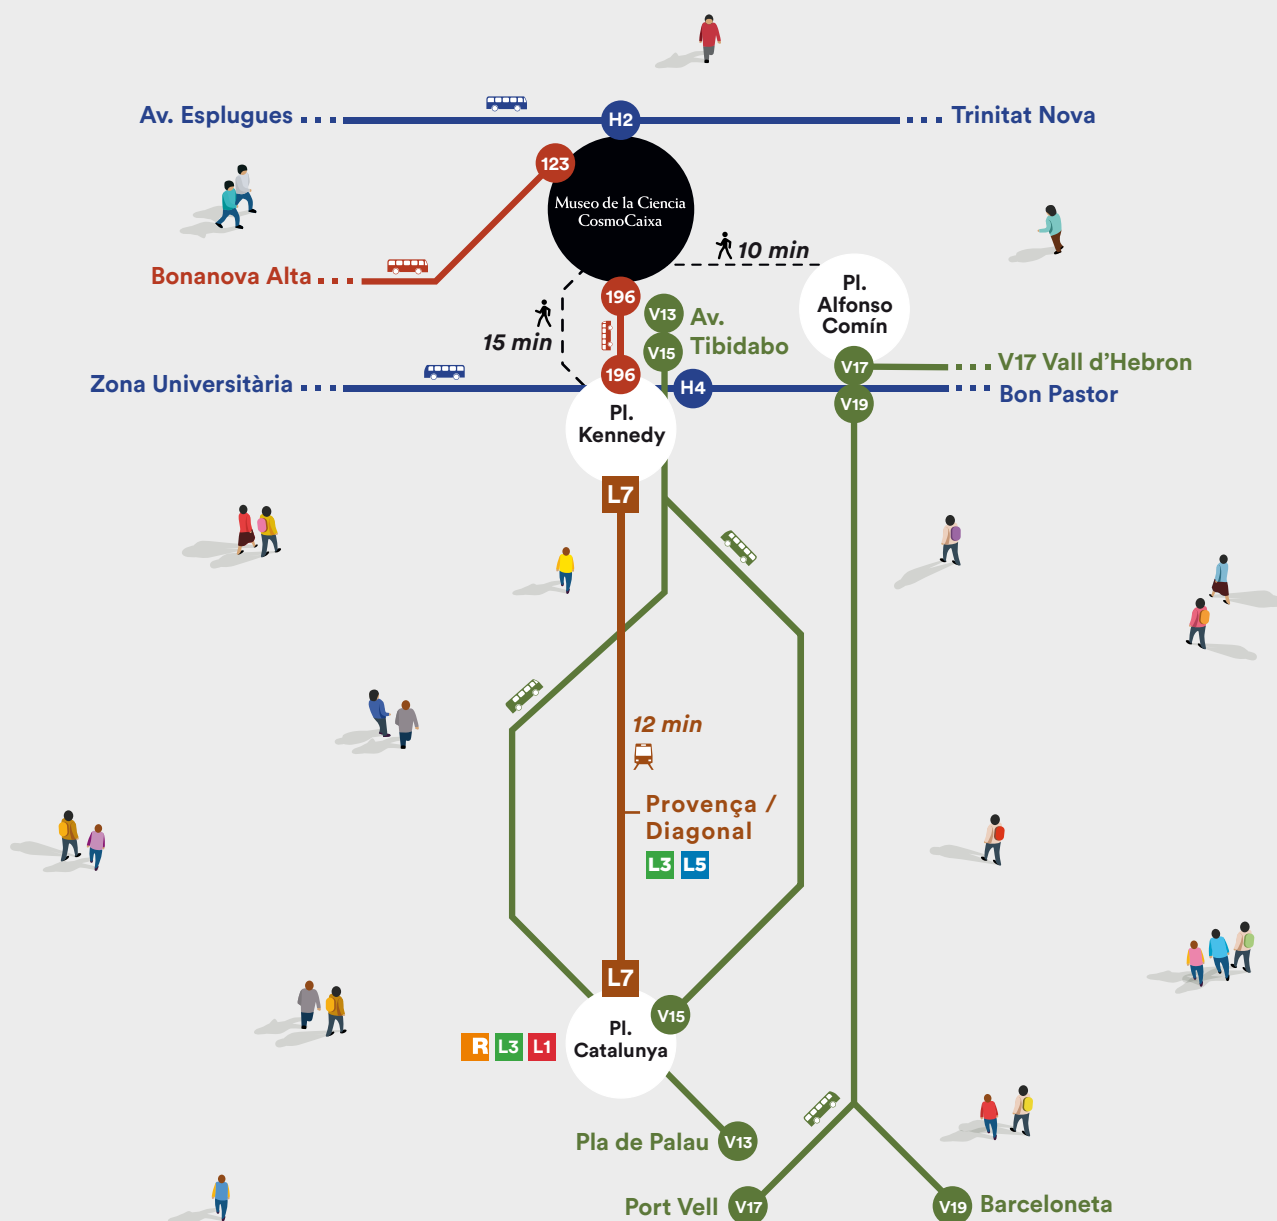 Av. Esplugues
H2
Trinitat Nova
123
Museo de la Ciencia
CosmoCaixa
10 min
Bonanova Alta
Pl.
Alfonso
Comín
196
V13
Av.
Tibidabo
15 min
V15
V17
V17 Vall d’Hebron
196
Zona Universitària
H4
Bon Pastor
V19
Pl.
Kennedy
L7
12 min
Provença /
Diagonal
L3 L5
L7
V15
Pl.
Catalunya
R L3 L1
Pla de Palau V13
Port Vell V17
V19 Barceloneta